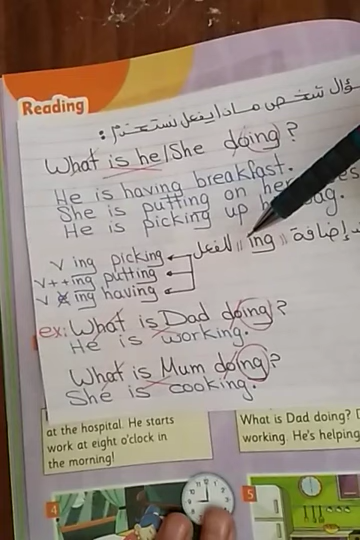 Reading
سؤال شخص ماذا يفعل نستخدم :
What is he/She doing ?
He is having breakfast.
She is putting on her
He is picking up
إضافة " ing " للفعل
V ing picking
V++ing putting
V ing having
ex: What is Dad doing ?
He is working.
What is Mum doing ?
She is cooking.
at the hospital. He starts
work at eight o'clock in
the morning!
What is Dad doing?
working. He's helping
4
5